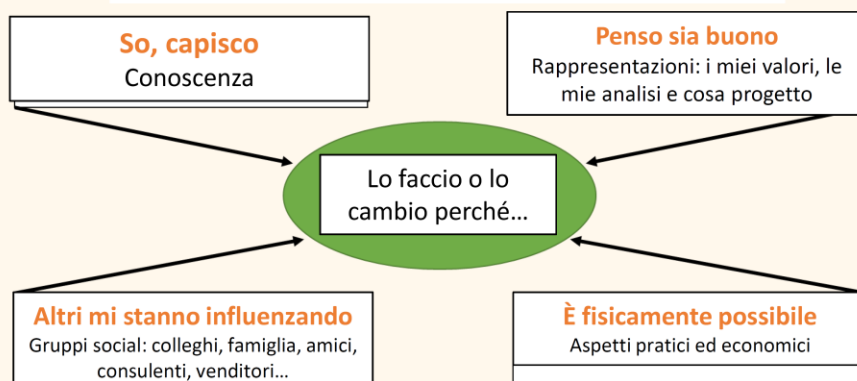 So, capisco
Conoscenza
Penso sia buono
Rappresentazioni: i miei valori, le
mie analisi e cosa progetto
Lo faccio o lo
cambio perché…
Altri mi stanno influenzando
Gruppi social: colleghi, famiglia, amici,
consulenti, venditori…
È fisicamente possibile
Aspetti pratici ed economici